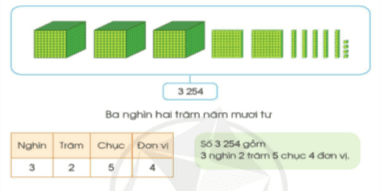 3 254
Ba nghìn hai trăm năm mươi tư
Nghìn Trăm Chục Đơn vị
3 2 5 4
Số 3 254 gồm
3 nghìn 2 trăm 5 chục 4 đơn vị.